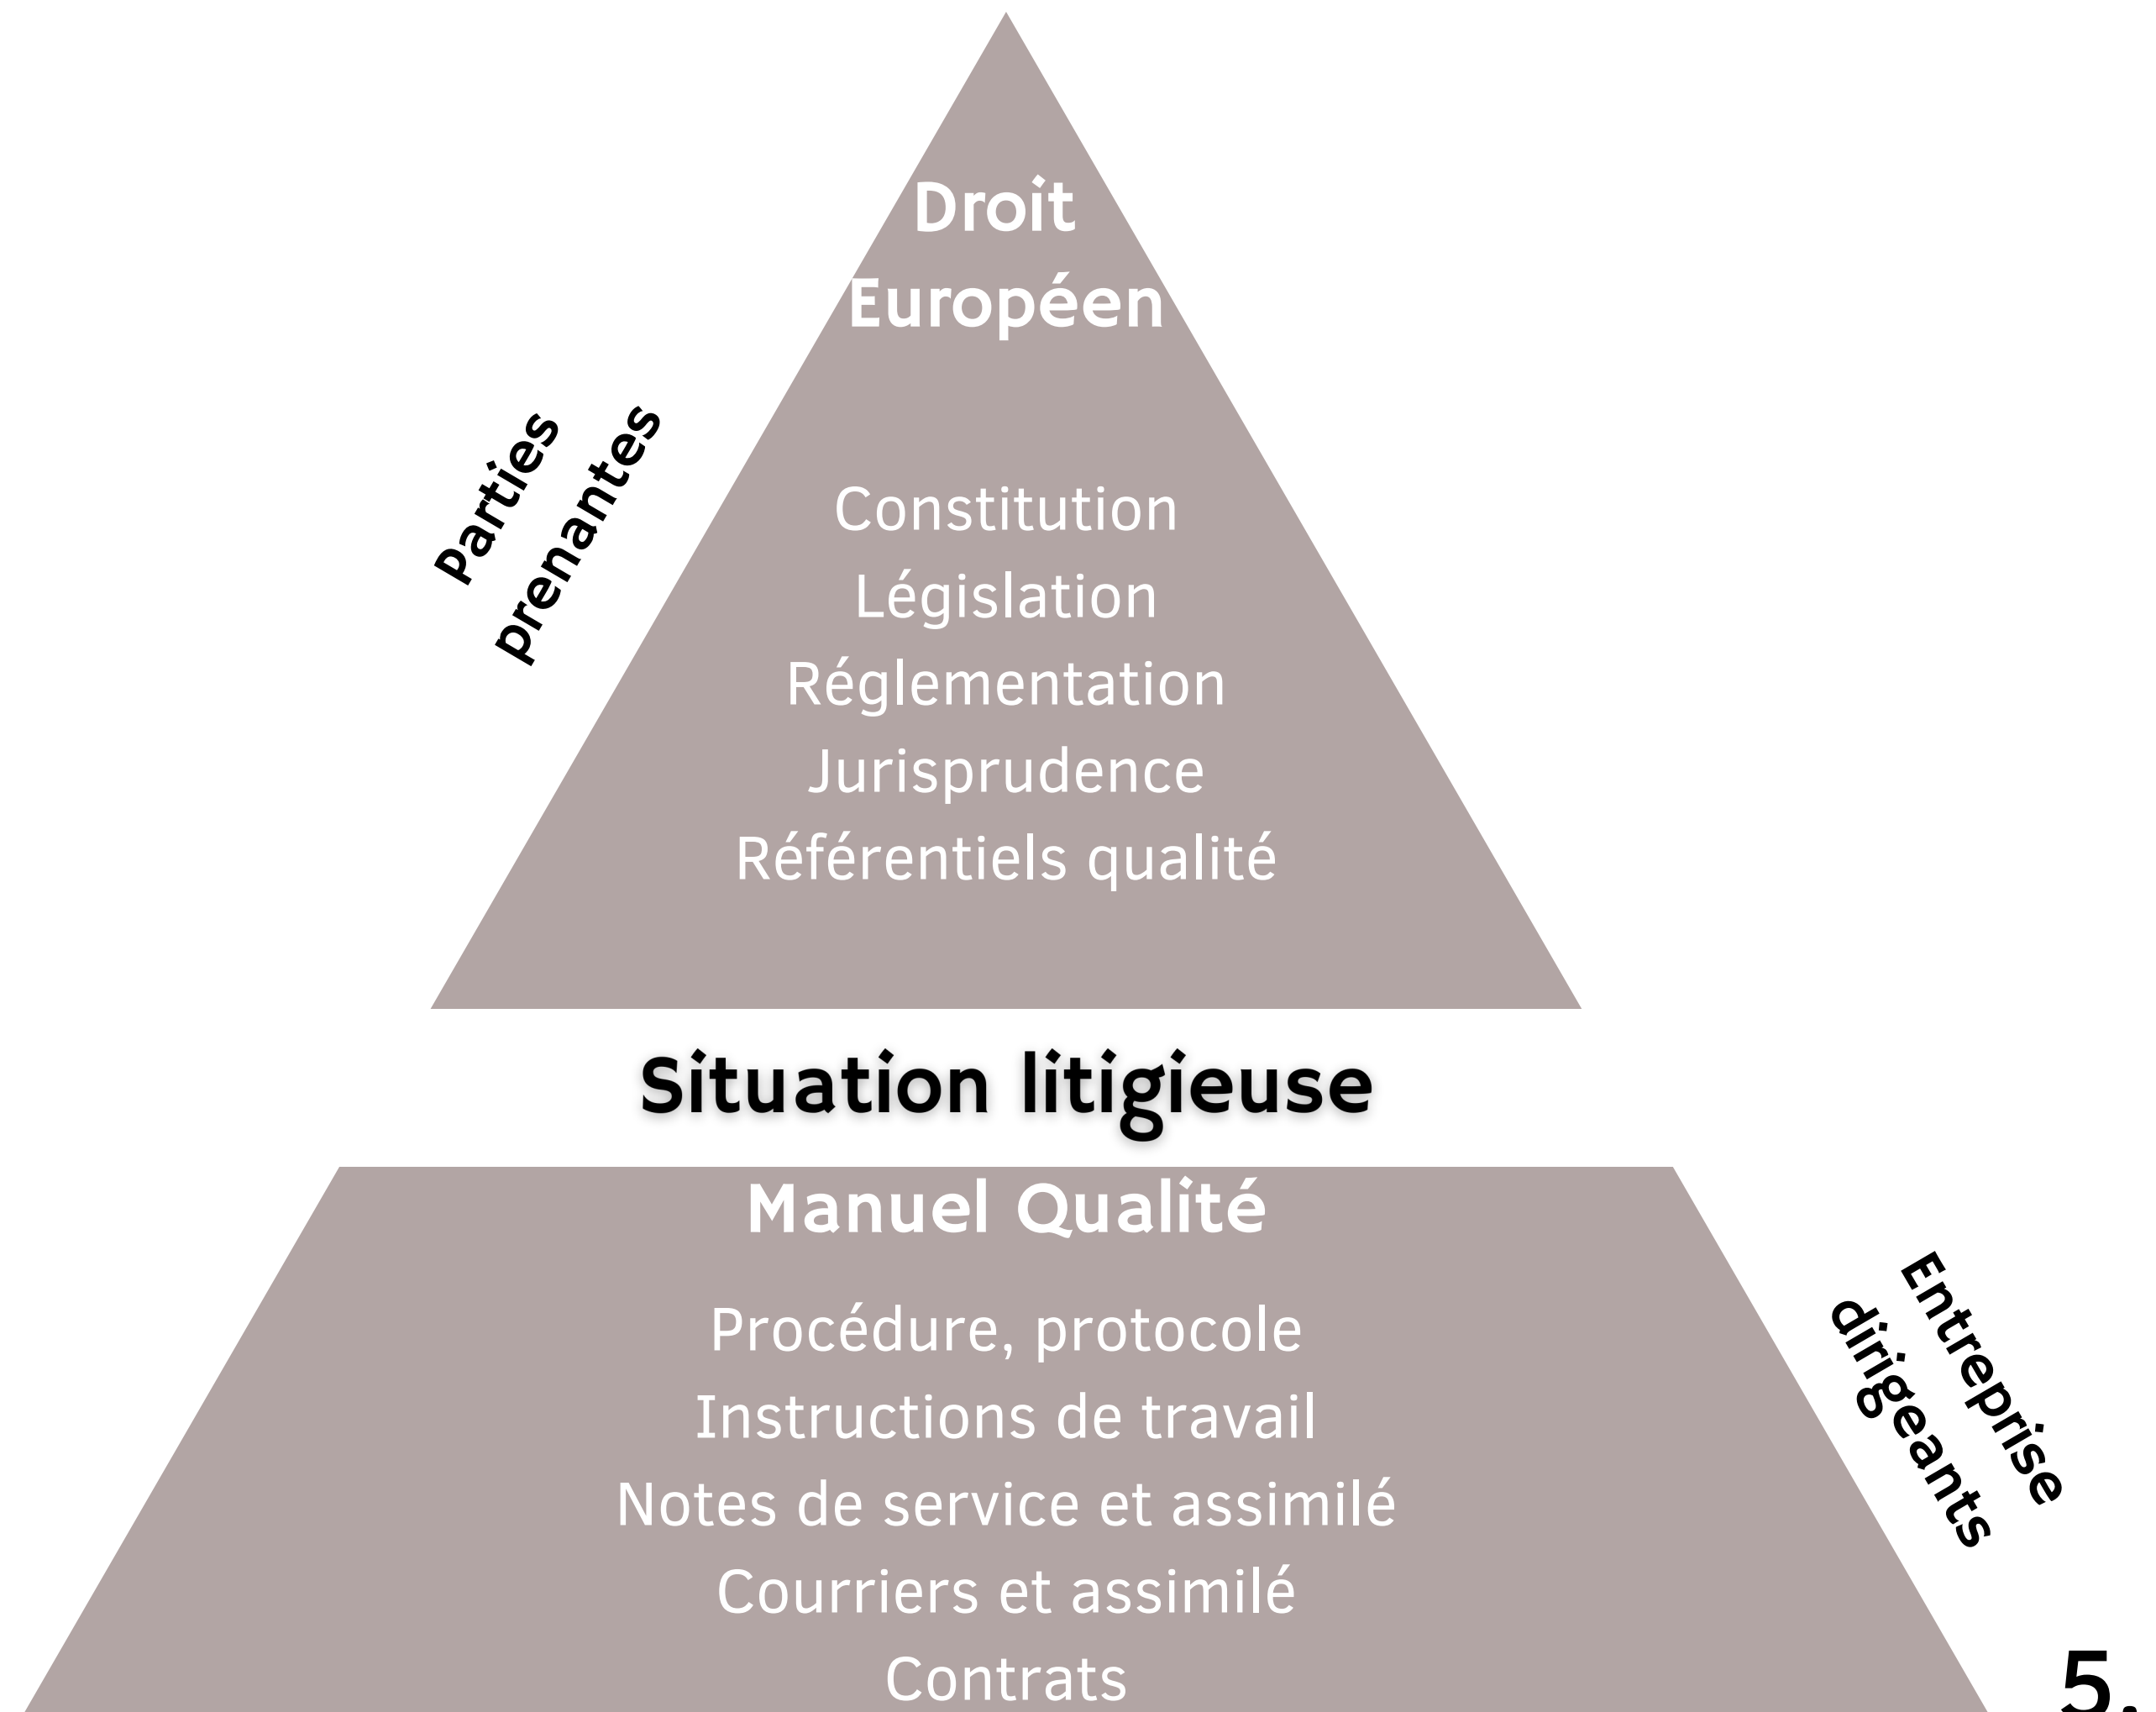 Droit
Européen
Parties
prenantes
Constitution
Législation
Réglementation
Jurisprudence
Référentiels qualité
Situation litigieuse
Manuel Qualité
Procédure, protocole
Instructions de travail
Notes de service et assimilé
Courriers et assimilé
Contrats
Entreprise
dirigeants
5.